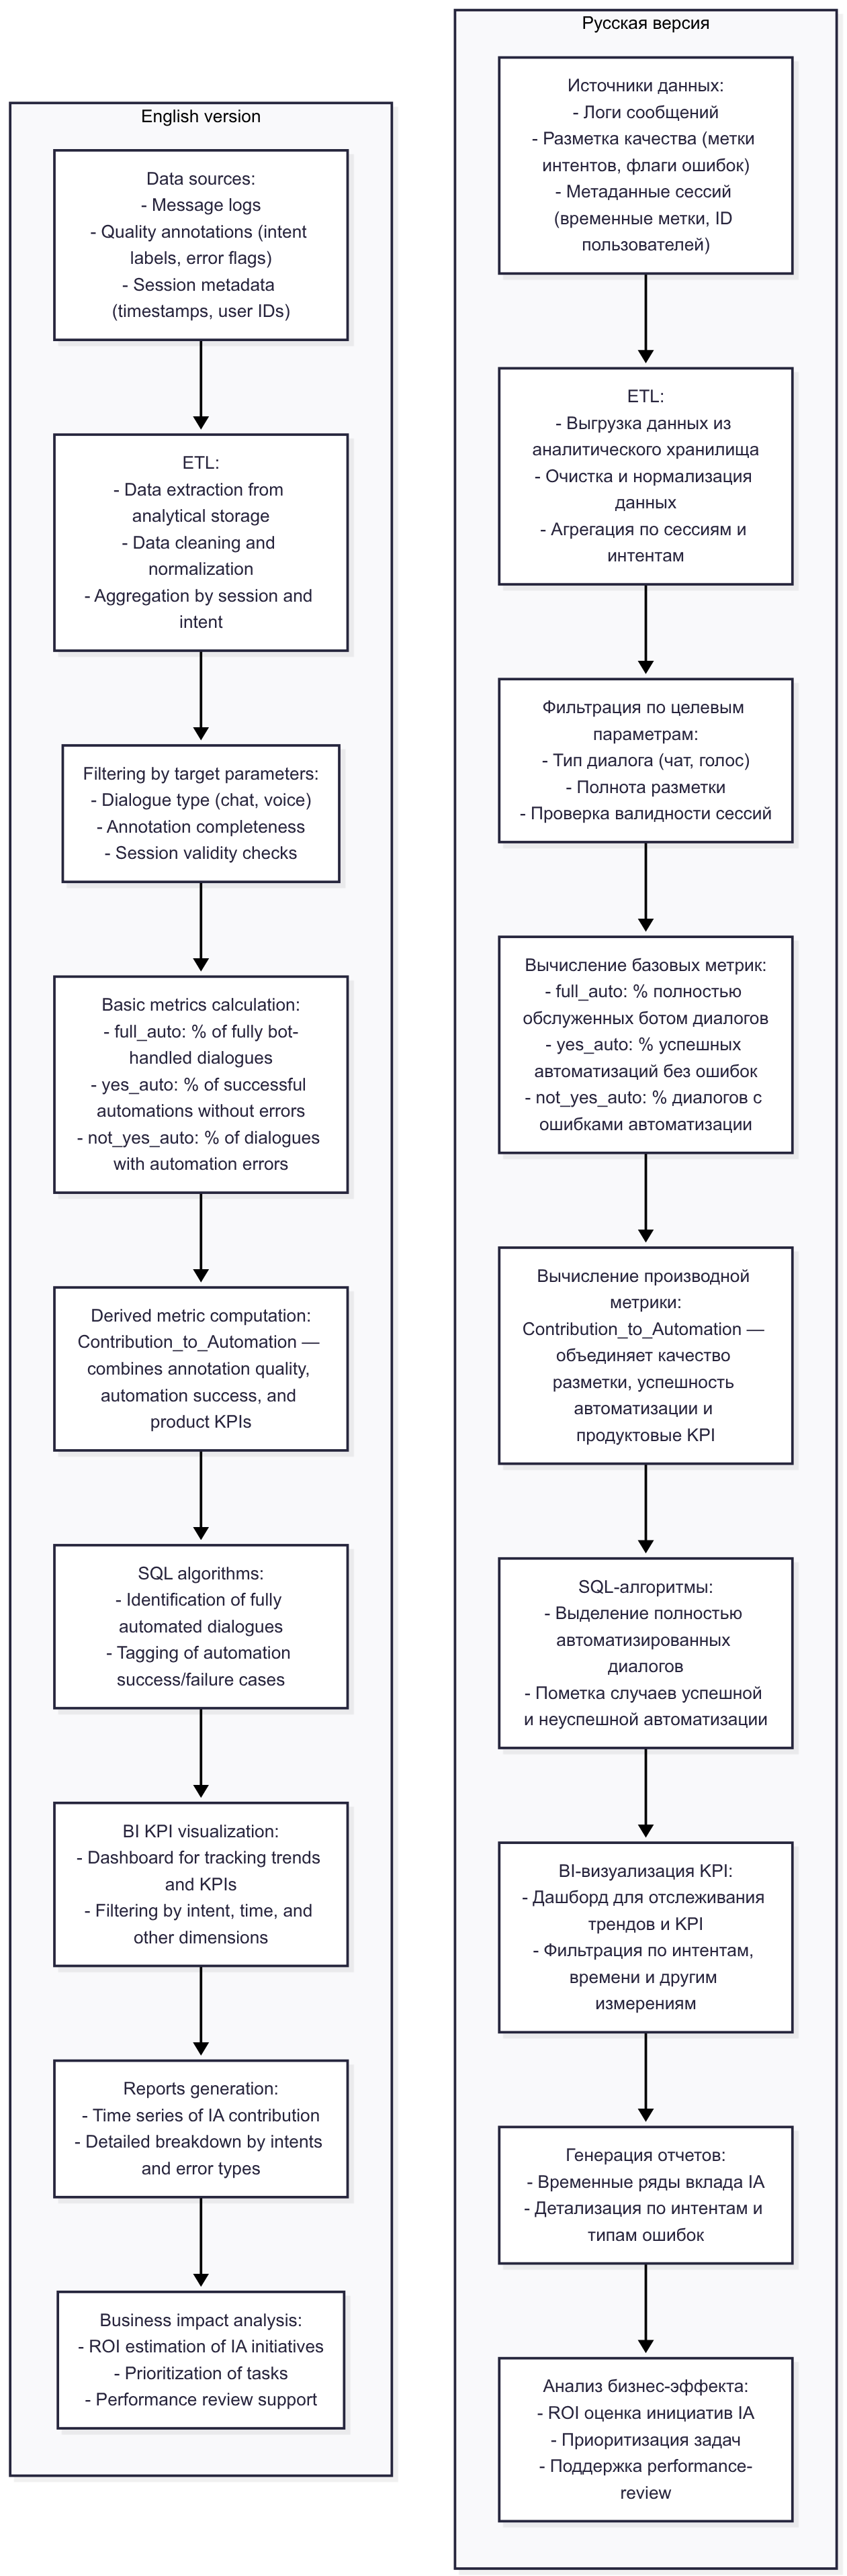 English version
Data sources:
- Message logs
- Quality annotations (intent
labels, error flags)
- Session metadata
(timestamps, user IDs)
ETL:
- Data extraction from
analytical storage
- Data cleaning and
normalization
- Aggregation by session and
intent
Filtering by target parameters:
- Dialogue type (chat, voice)
- Annotation completeness
- Session validity checks
Basic metrics calculation:
- full_auto: % of fully bot-
handled dialogues
- yes_auto: % of successful
automations without errors
- not_yes_auto: % of dialogues
with automation errors
Derived metric computation:
Contribution_to_Automation —
combines annotation quality,
automation success, and
product KPIs
SQL algorithms:
- Identification of fully
automated dialogues
- Tagging of automation
success/failure cases
BI KPI visualization:
- Dashboard for tracking trends
and KPIs
- Filtering by intent, time, and
other dimensions
Reports generation:
- Time series of IA contribution
- Detailed breakdown by intents
and error types
Business impact analysis:
- ROI estimation of IA initiatives
- Prioritization of tasks
- Performance review support
Русская версия
Источники данных:
- Логи сообщений
- Разметка качества (метки
интентов, флаги ошибок)
- Метаданные сессий
(временные метки, ID
пользователей)
ETL:
- Выгрузка данных из
аналитического хранилища
- Очистка и нормализация
данных
- Агрегация по сессиям и
интентам
Фильтрация по целевым
параметрам:
- Тип диалога (чат, голос)
- Полнота разметки
- Проверка валидности сессий
Вычисление базовых метрик:
- full_auto: % полностью
обслуженных ботом диалогов
- yes_auto: % успешных
автоматизаций без ошибок
- not_yes_auto: % диалогов с
ошибками автоматизации
Вычисление производной
метрики:
Contribution_to_Automation —
объединяет качество
разметки, успешность
автоматизации и
продуктовые KPI
SQL-алгоритмы:
- Выделение полностью
автоматизированных
диалогов
- Пометка случаев успешной
и неуспешной автоматизации
BI-визуализация KPI:
- Дашборд для отслеживания
трендов и KPI
- Фильтрация по интентам,
времени и другим
измерениям
Генерация отчетов:
- Временные ряды вклада IA
- Детализация по интентам и
типам ошибок
Анализ бизнес-эффекта:
- ROI оценка инициатив IA
- Приоритизация задач
- Поддержка performance-
review